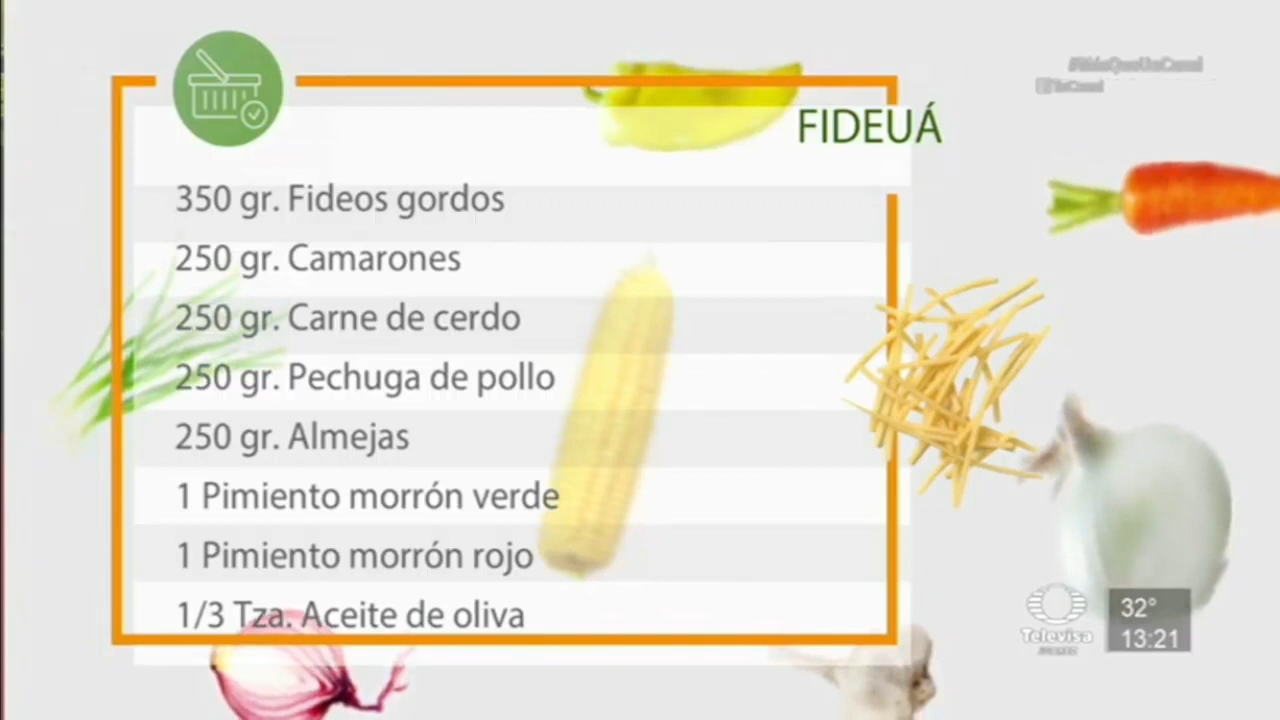 #MásQueUnCanal
FIDEUÁ
350 gr. Fideos gordos
250 gr. Camarones
250 gr. Carne de cerdo
250 gr. Pechuga de pollo
250 gr. Almejas
1 Pimiento morrón verde
1 Pimiento morrón rojo
1/3 Tza. Aceite de oliva
Televisa
32°
13:21